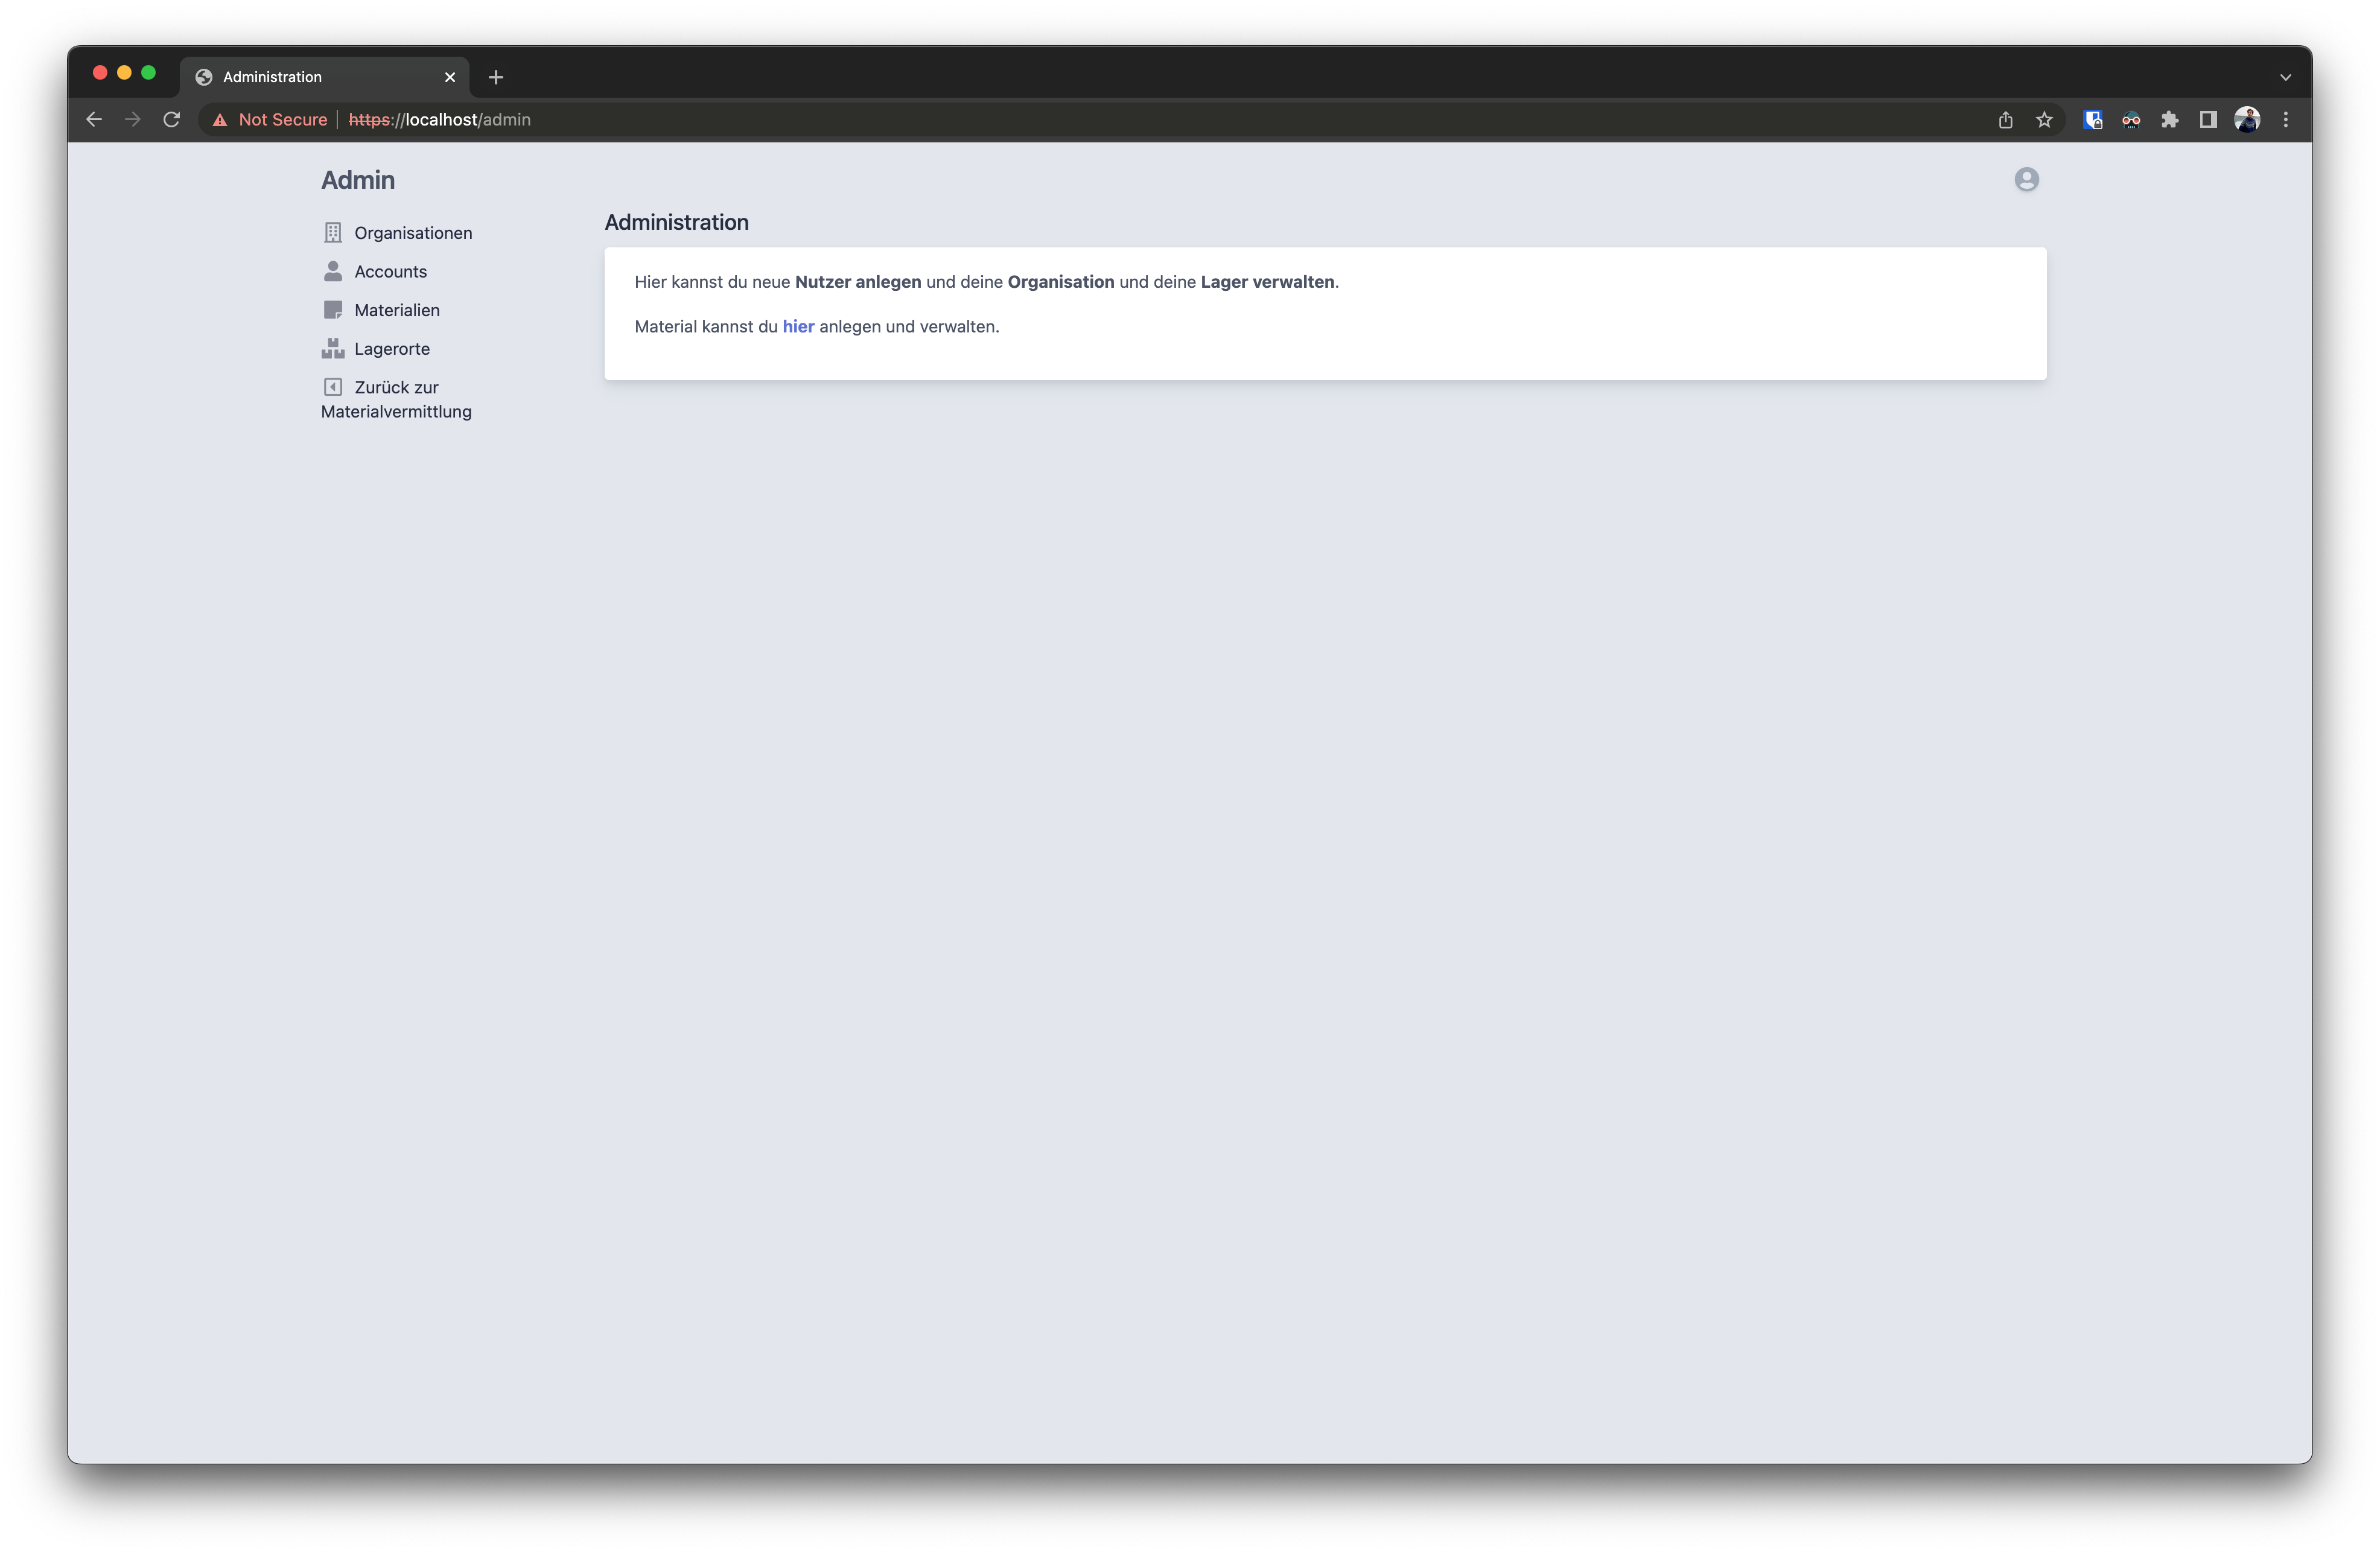 Administration
Not Secure
https://localhost/admin
Admin
Organisationen
Accounts
Materialien
Lagerorte
Zurück zur
Materialvermittlung
Administration
Hier kannst du neue Nutzer anlegen und deine Organisation und deine Lager verwalten.
Material kannst du hier anlegen und verwalten.